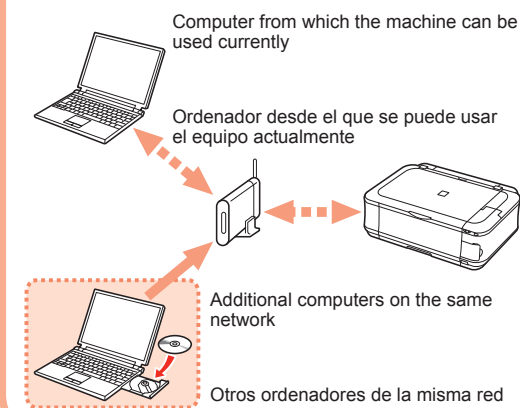 Computer from which the machine can be
used currently
Ordenador desde el que se puede usar
el equipo actualmente
Additional computers on the same
network
Otros ordenadores de la misma red